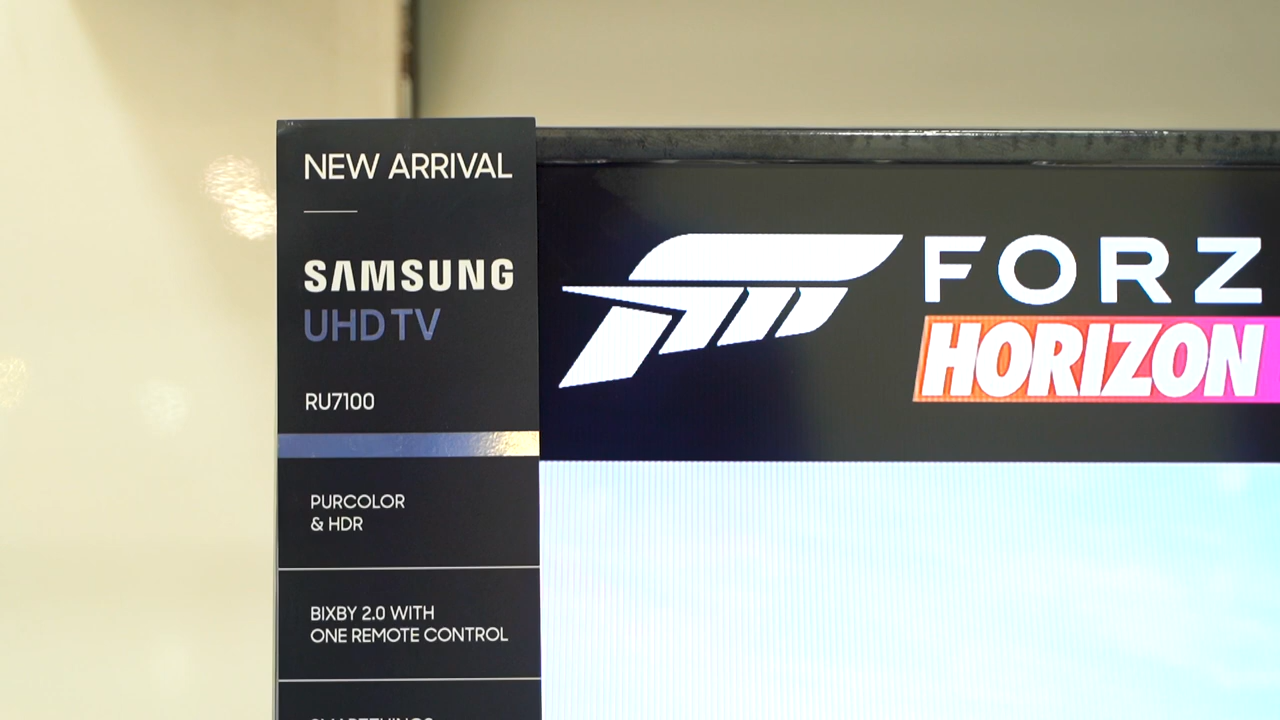 NEW ARRIVAL
SAMSUNG
UHD TV
RU7100
PURCOLOR
& HDR
BIXBY 2.0 WITH
ONE REMOTE CONTROL
FORZ
HORIZON